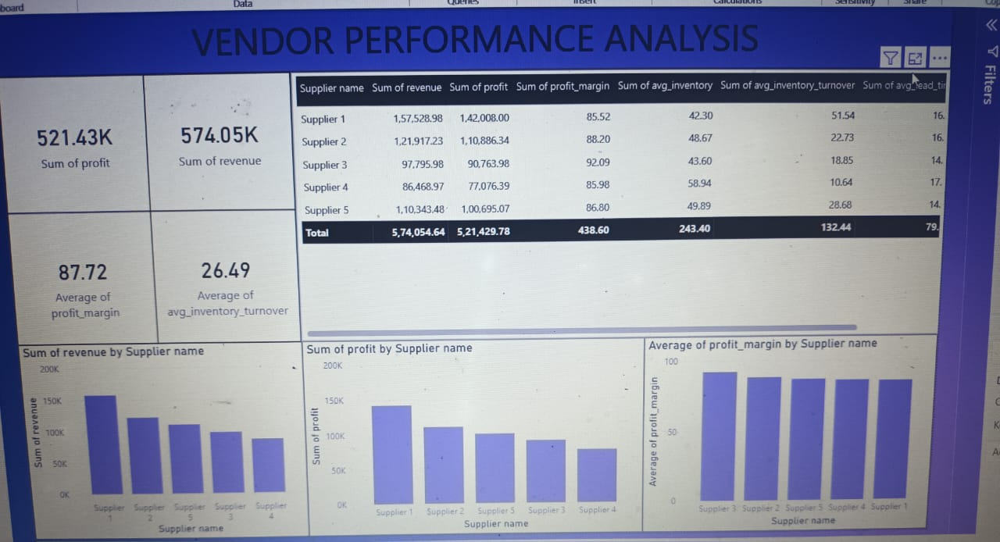 board
Data
Queries
Insert
Calculations
Sensitivity
Share
VENDOR PERFORMANCE ANALYSIS
Filters
521.43K
Sum of profit
574.05K
Sum of revenue
87.72
Average of
profit_margin
26.49
Average of
avg_inventory_turnover
Supplier name Sum of revenue Sum of profit Sum of profit_margin Sum of avg_inventory Sum of avg_inventory_turnover Sum of avg_lead_tir
Supplier 1 1,57,528.98 1,42,008.00 85.52 42.30 51.54 16.
Supplier 2 1,21,917.23 1,10,886.34 88.20 48.67 22.73 16.
Supplier 3 97,795.98 90,763.98 92.09 43.60 18.85 14.
Supplier 4 86,468.97 77,076.39 85.98 58.94 10.64 17.
Supplier 5 1,10,343.48 1,00,695.07 86.80 49.89 28.68 14.
Total 5,74,054.64 5,21,429.78 438.60 243.40 132.44 79.
Sum of revenue by Supplier name
Sum of revenue
200K
150K
100K
50K
0K
Supplier 1 Supplier 2 Supplier 5 Supplier 3 Supplier 4
Supplier name
Sum of profit by Supplier name
Sum of profit
200K
150K
100K
50K
0K
Supplier 1 Supplier 2 Supplier 5 Supplier 3 Supplier 4
Supplier name
Average of profit_margin by Supplier name
Average of profit_margin
100
50
0
Supplier 3 Supplier 2 Supplier 5 Supplier 4 Supplier 1
Supplier name